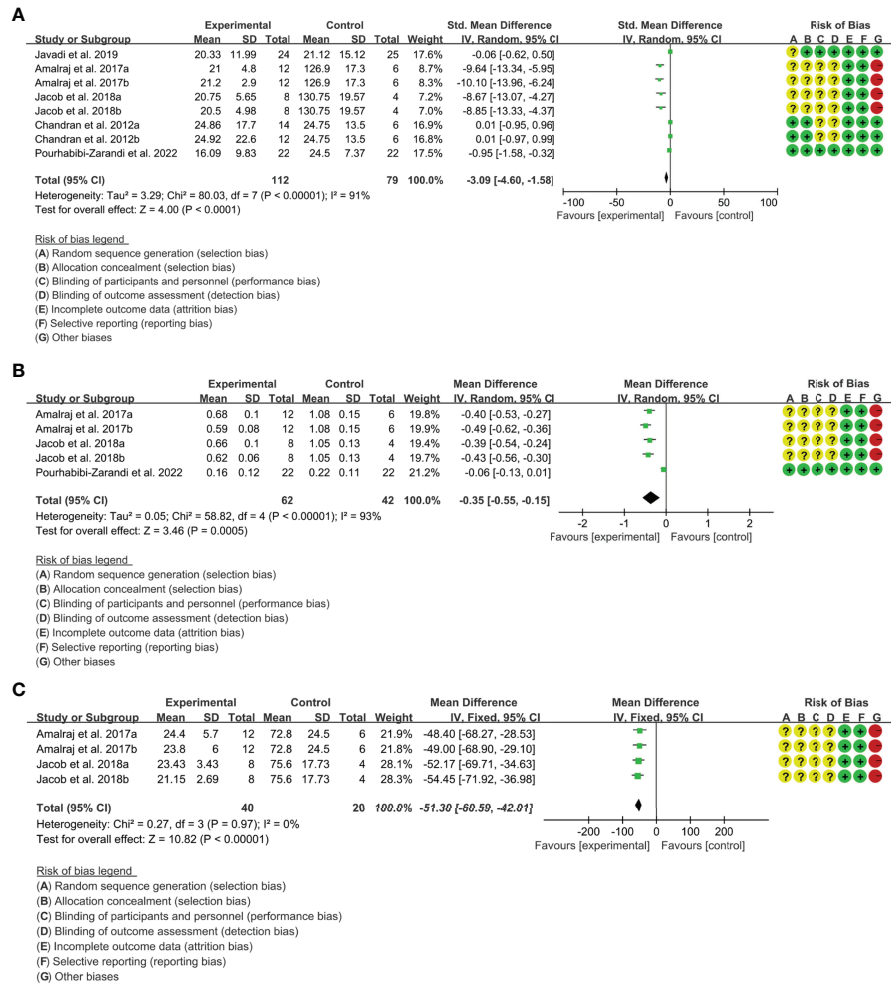 A
Experimental Control Std. Mean Difference Std. Mean Difference Risk of Bias
Study or Subgroup Mean SD Total Mean SD Total Weight IV, Random, 95% CI IV, Random, 95% CI A B C D E F G
Javadi et al. 2019 20.33 11.99 24 21.12 15.12 25 17.6% -0.06 [-0.62, 0.50] ? + + + + + +
Amalraj et al. 2017a 21 4.8 12 126.9 17.3 6 8.7% -9.64 [-13.34, -5.95] ? ? ? ? + + -
Amalraj et al. 2017b 21.2 2.9 12 126.9 17.3 6 8.3% -10.10 [-13.96, -6.24] ? ? ? ? + + -
Jacob et al. 2018a 20.75 5.65 8 130.75 19.57 4 7.2% -8.67 [-13.07, -4.27] ? ? ? ? + + -
Jacob et al. 2018b 20.5 4.98 8 130.75 19.57 4 7.0% -8.85 [-13.33, -4.37] ? ? ? ? + + -
Chandran et al. 2012a 24.86 17.7 14 24.75 13.5 6 16.9% 0.01 [-0.95, 0.96] + + ? ? + + +
Chandran et al. 2012b 24.92 22.6 12 24.75 13.5 6 16.8% 0.01 [-0.97, 0.99] + + ? ? + + +
Pourhabibi-Zarandi et al. 2022 16.09 9.83 22 24.5 7.37 22 17.5% -0.95 [-1.58, -0.32] + + + + + + +
Total (95% CI) 112 79 100.0% -3.09 [-4.60, -1.58]
Heterogeneity: Tau² = 3.29; Chi² = 80.03, df = 7 (P < 0.00001); I² = 91%
Test for overall effect: Z = 4.00 (P < 0.0001)
-100 -50 0 50 100
Favours [experimental] Favours [control]
Risk of bias legend
(A) Random sequence generation (selection bias)
(B) Allocation concealment (selection bias)
(C) Blinding of participants and personnel (performance bias)
(D) Blinding of outcome assessment (detection bias)
(E) Incomplete outcome data (attrition bias)
(F) Selective reporting (reporting bias)
(G) Other biases
B
Experimental Control Mean Difference Mean Difference Risk of Bias
Study or Subgroup Mean SD Total Mean SD Total Weight IV, Random, 95% CI IV, Random, 95% CI A B C D E F G
Amalraj et al. 2017a 0.68 0.1 12 1.08 0.15 6 19.8% -0.40 [-0.53, -0.27] ? ? ? ? + + -
Amalraj et al. 2017b 0.59 0.08 12 1.08 0.15 6 19.9% -0.49 [-0.62, -0.36] ? ? ? ? + + -
Jacob et al. 2018a 0.66 0.1 8 1.05 0.13 4 19.4% -0.39 [-0.54, -0.24] ? ? ? ? + + -
Jacob et al. 2018b 0.62 0.06 8 1.05 0.13 4 19.7% -0.43 [-0.56, -0.30] ? ? ? ? + + -
Pourhabibi-Zarandi et al. 2022 0.16 0.12 22 0.22 0.11 22 21.2% -0.06 [-0.13, 0.01] + + + + + + +
Total (95% CI) 62 42 100.0% -0.35 [-0.55, -0.15]
Heterogeneity: Tau² = 0.05; Chi² = 58.82, df = 4 (P < 0.00001); I² = 93%
Test for overall effect: Z = 3.46 (P = 0.0005)
-2 -1 0 1 2
Favours [experimental] Favours [control]
Risk of bias legend
(A) Random sequence generation (selection bias)
(B) Allocation concealment (selection bias)
(C) Blinding of participants and personnel (performance bias)
(D) Blinding of outcome assessment (detection bias)
(E) Incomplete outcome data (attrition bias)
(F) Selective reporting (reporting bias)
(G) Other biases
C
Experimental Control Mean Difference Mean Difference Risk of Bias
Study or Subgroup Mean SD Total Mean SD Total Weight IV, Fixed, 95% CI IV, Fixed, 95% CI A B C D E F G
Amalraj et al. 2017a 24.4 5.7 12 72.8 24.5 6 21.9% -48.40 [-68.27, -28.53] ? ? ? ? + + -
Amalraj et al. 2017b 23.8 6 12 72.8 24.5 6 21.8% -49.00 [-68.90, -29.10] ? ? ? ? + + -
Jacob et al. 2018a 23.43 3.43 8 75.6 17.73 4 28.1% -52.17 [-69.71, -34.63] ? ? ? ? + + -
Jacob et al. 2018b 21.15 2.69 8 75.6 17.73 4 28.3% -54.45 [-71.92, -36.98] ? ? ? ? + + -
Total (95% CI) 40 20 100.0% -51.30 [-60.59, -42.01]
Heterogeneity: Chi² = 0.27, df = 3 (P = 0.97); I² = 0%
Test for overall effect: Z = 10.82 (P < 0.00001)
-200 -100 0 100 200
Favours [experimental] Favours [control]
Risk of bias legend
(A) Random sequence generation (selection bias)
(B) Allocation concealment (selection bias)
(C) Blinding of participants and personnel (performance bias)
(D) Blinding of outcome assessment (detection bias)
(E) Incomplete outcome data (attrition bias)
(F) Selective reporting (reporting bias)
(G) Other biases